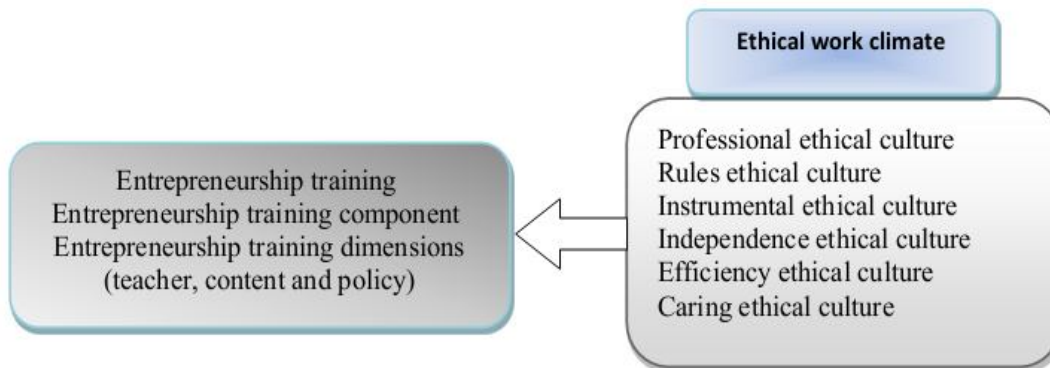 Ethical work climate
Professional ethical culture
Rules ethical culture
Instrumental ethical culture
Independence ethical culture
Efficiency ethical culture
Caring ethical culture
Entrepreneurship training
Entrepreneurship training component
Entrepreneurship training dimensions
(teacher, content and policy)